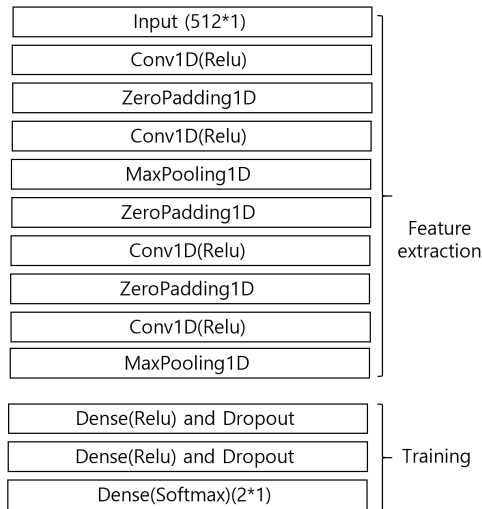 Input (512*1)
Conv1D(Relu)
ZeroPadding1D
Conv1D(Relu)
MaxPooling1D
ZeroPadding1D
Conv1D(Relu)
ZeroPadding1D
Conv1D(Relu)
MaxPooling1D
Feature
extraction
Dense(Relu) and Dropout
Dense(Relu) and Dropout
Dense(Softmax)(2*1)
Training